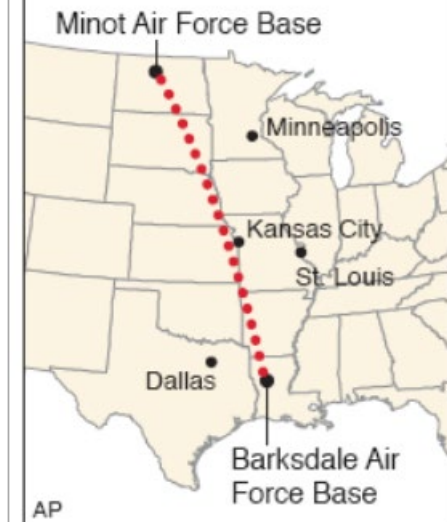 Minot Air Force Base
Minneapolis
Kansas City
St. Louis
Dallas
Barksdale Air
Force Base
AP